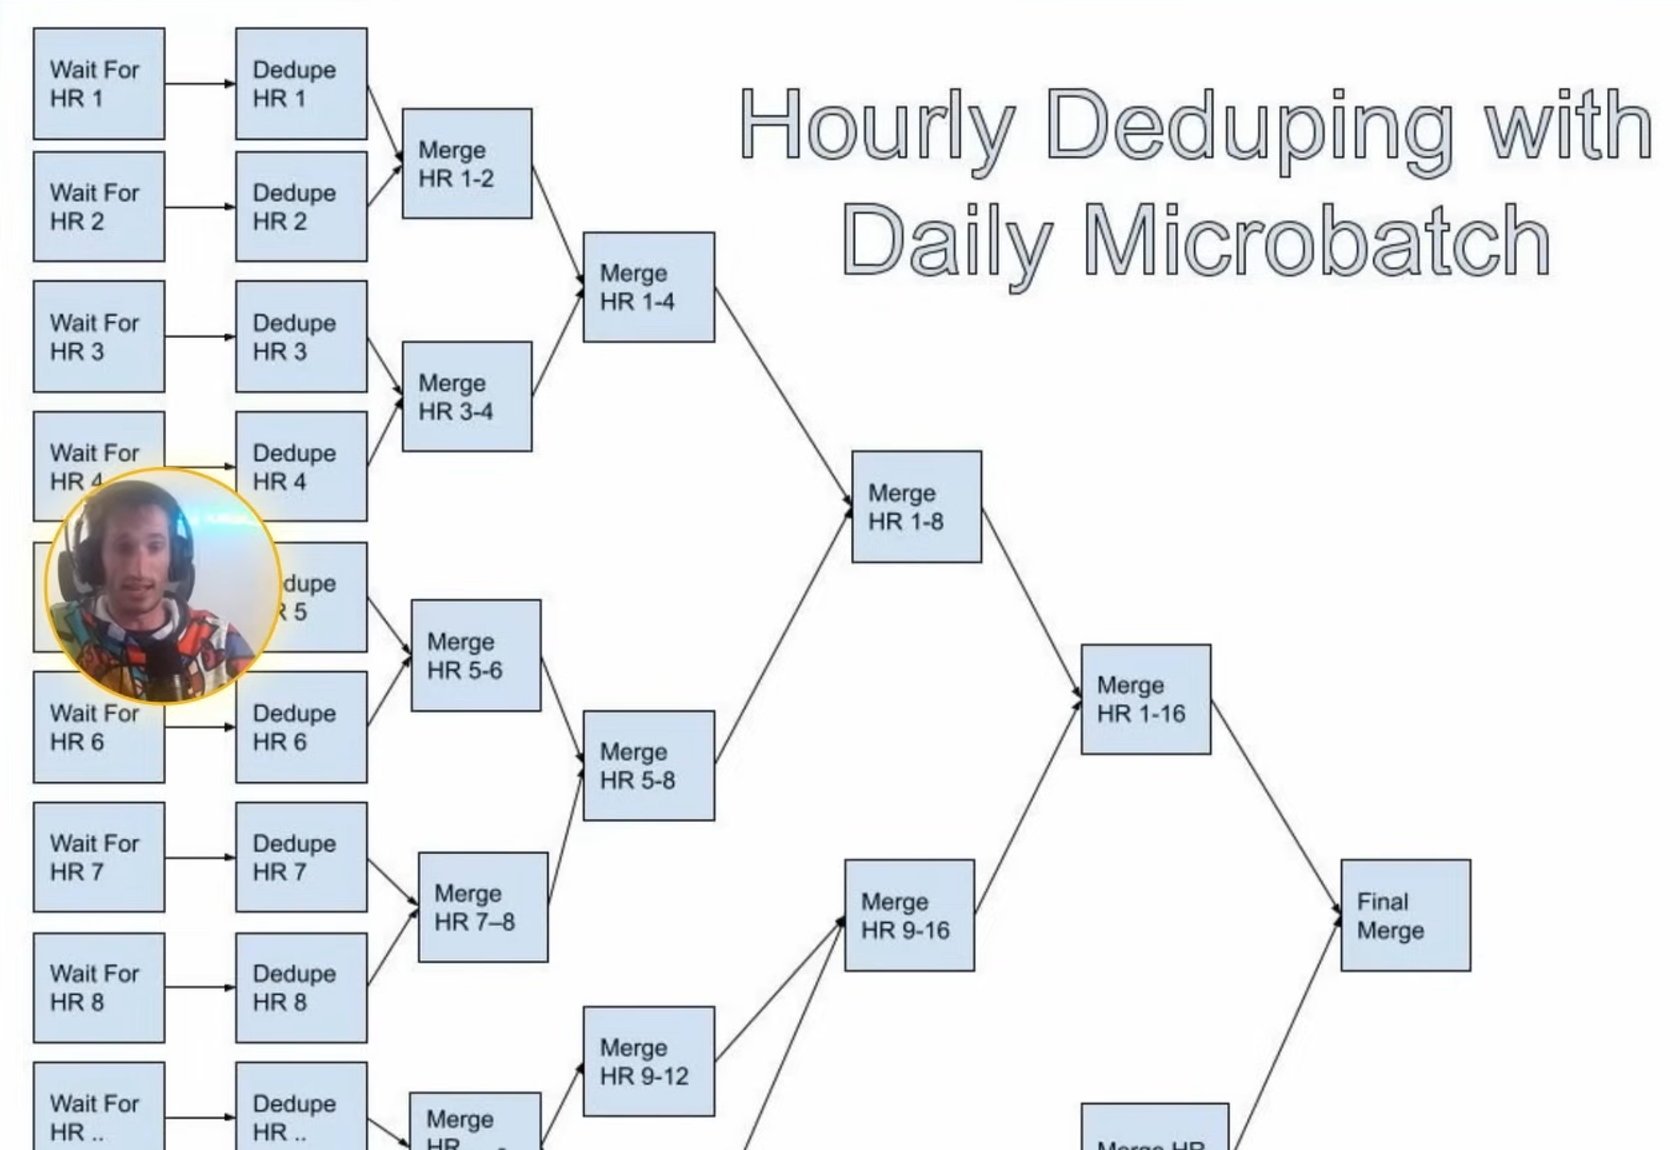 Hourly Deduping with
Daily Microbatch
Wait For
HR 1
Dedupe
HR 1
Merge
HR 1-2
Wait For
HR 2
Dedupe
HR 2
Merge
HR 1-4
Wait For
HR 3
Dedupe
HR 3
Merge
HR 3-4
Wait For
HR 4
Dedupe
HR 4
Merge
HR 1-8
dupe
R 5
Merge
HR 5-6
Merge
HR 1-16
Wait For
HR 6
Dedupe
HR 6
Merge
HR 5-8
Wait For
HR 7
Dedupe
HR 7
Merge
HR 7–8
Merge
HR 9-16
Final
Merge
Wait For
HR 8
Dedupe
HR 8
Merge
HR 9-12
Wait For
HR ..
Dedupe
HR ..
Merge
HR
Merge HR